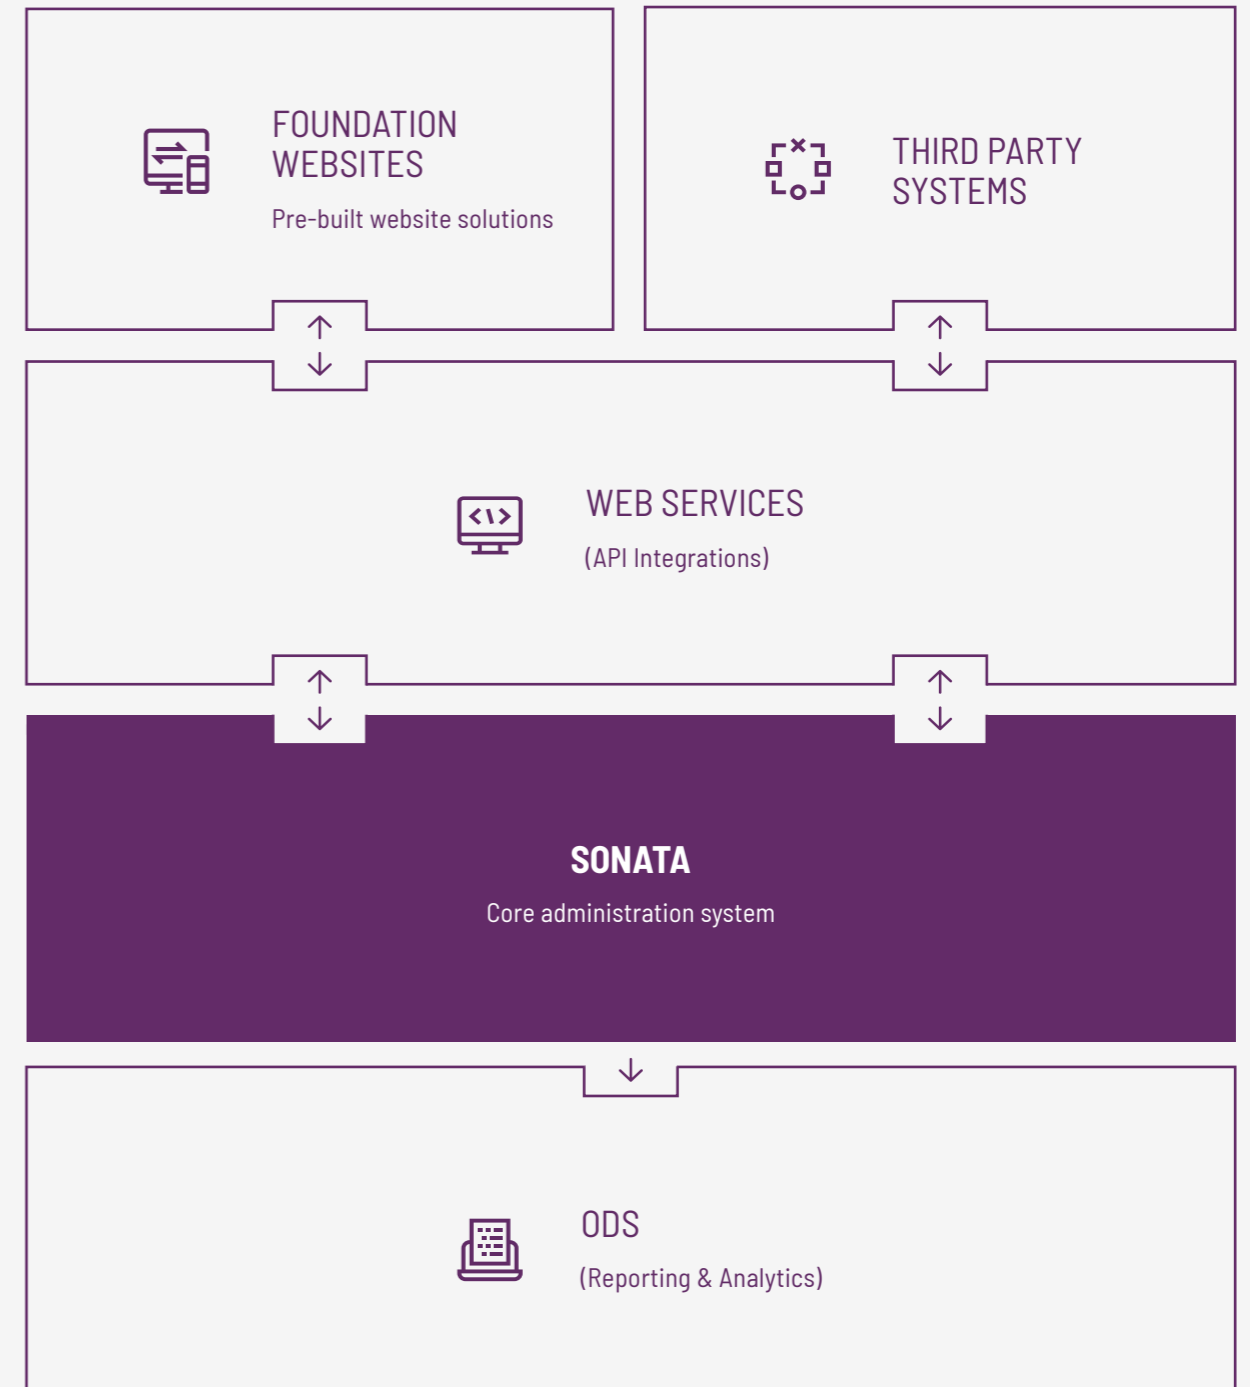 FOUNDATION
WEBSITES
Pre-built website solutions
THIRD PARTY
SYSTEMS
WEB SERVICES
(API Integrations)
SONATA
Core administration system
ODS
(Reporting & Analytics)